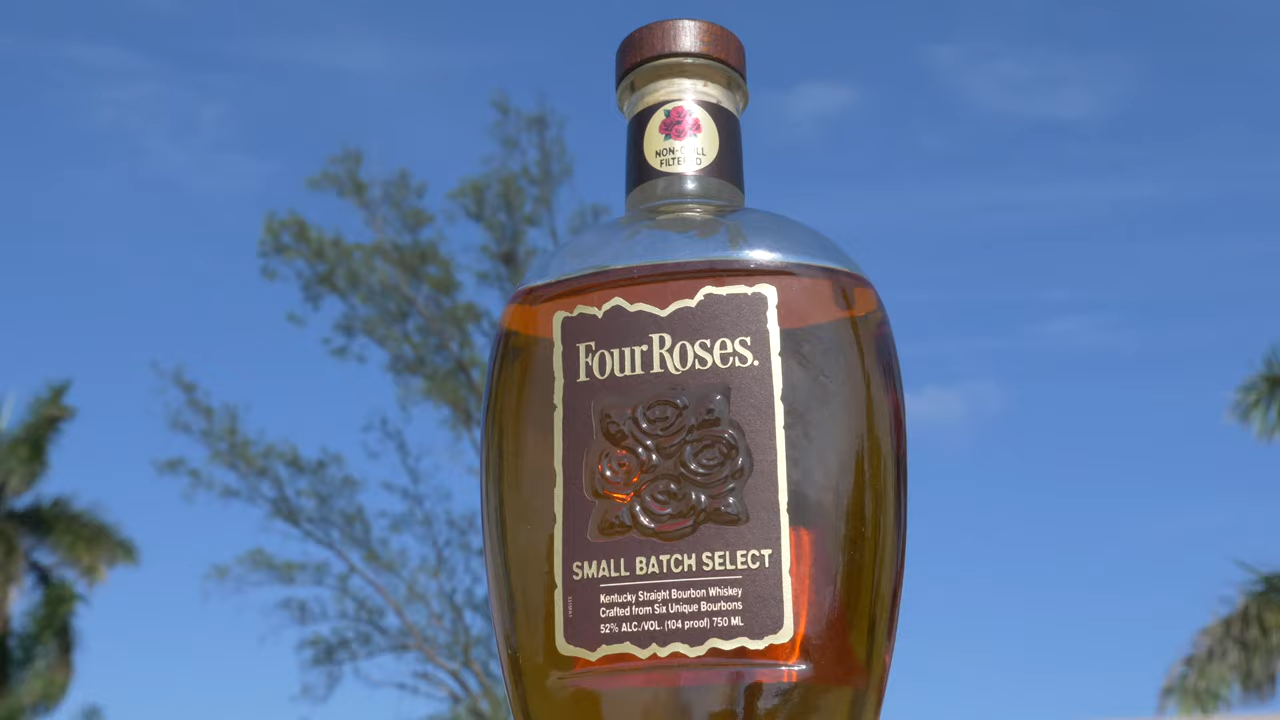 NON-CHILL
FILTERED
Four Roses.
SMALL BATCH SELECT
Kentucky Straight Bourbon Whiskey
Crafted from Six Unique Bourbons
52% ALC./VOL. (104 proof) 750 ML